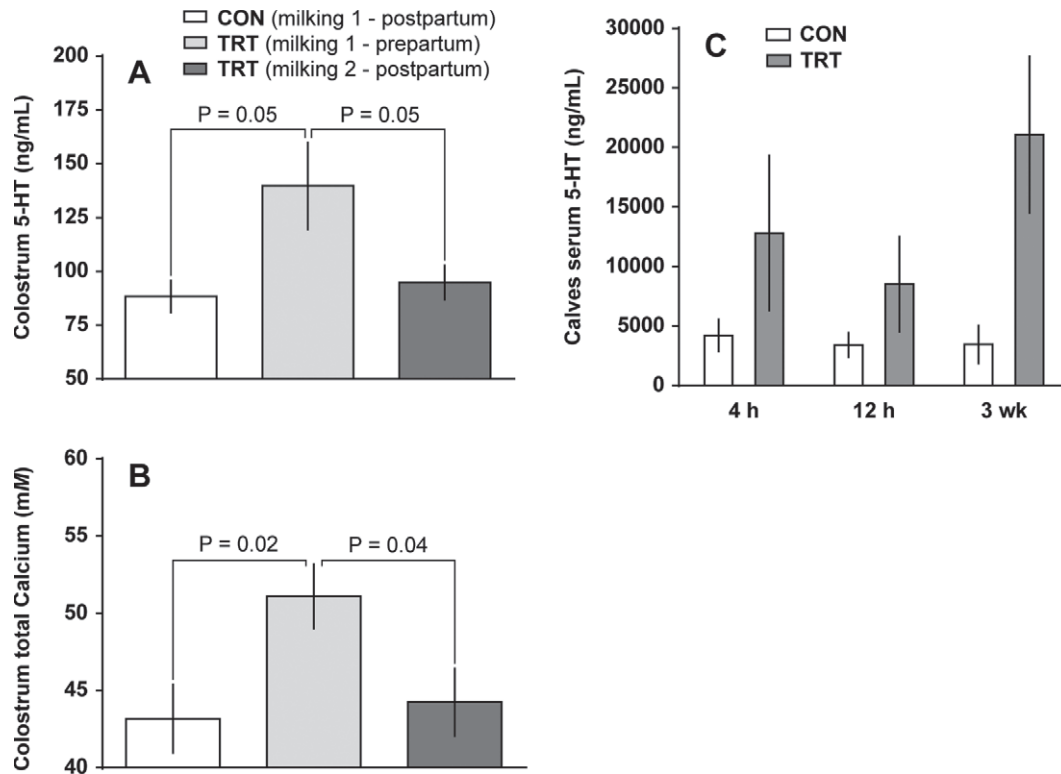 CON (milking 1 - postpartum)
TRT (milking 1 - prepartum)
TRT (milking 2 - postpartum)
A
Colostrum 5-HT (ng/mL)
200
175
150
125
100
75
50
P = 0.05
P = 0.05
B
Colostrum total Calcium (mM)
60
55
50
45
40
P = 0.02
P = 0.04
C
CON
TRT
Calves serum 5-HT (ng/mL)
30000
25000
20000
15000
10000
5000
0
4 h
12 h
3 wk